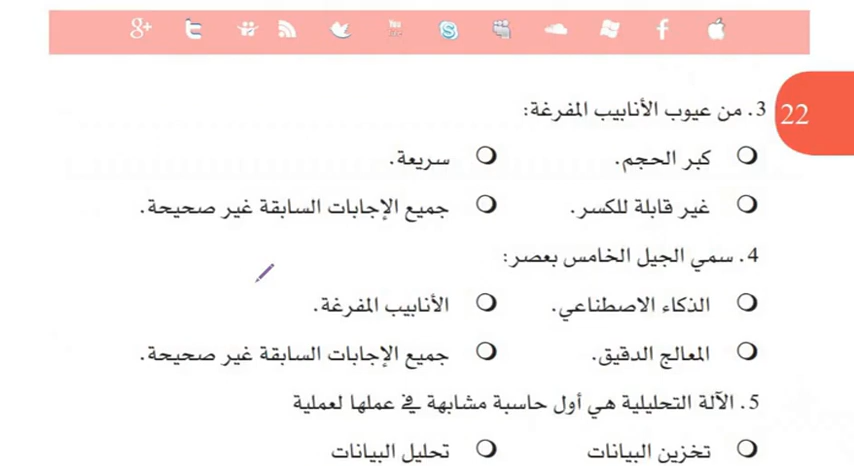 8+
You
22
3. من عيوب الأنابيب المفرغة:
كبر الحجم. سريعة.
غير قابلة للكسر. جميع الإجابات السابقة غير صحيحة.
4. سمي الجيل الخامس بعصر:
الذكاء الاصطناعي. الأنابيب المفرغة.
المعالج الدقيق. جميع الإجابات السابقة غير صحيحة.
5. الآلة التحليلية هي أول حاسبة مشابهة في عملها لعملية
تخزين البيانات تحليل البيانات